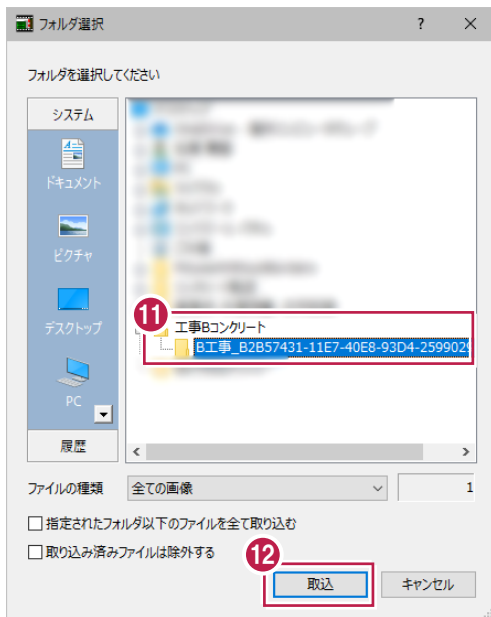 フォルダ選択
? ×
フォルダを選択してください
システム
ドキュメント
ピクチャ
デスクトップ
PC
履歴
11
工事Bコンクリート
B工事_B2B57431-11E7-40E8-93D4-2599029
ファイルの種類 全ての画像 1
指定されたフォルダ以下のファイルを全て取り込む
取り込み済みファイルは除外する
12
取込 キャンセル